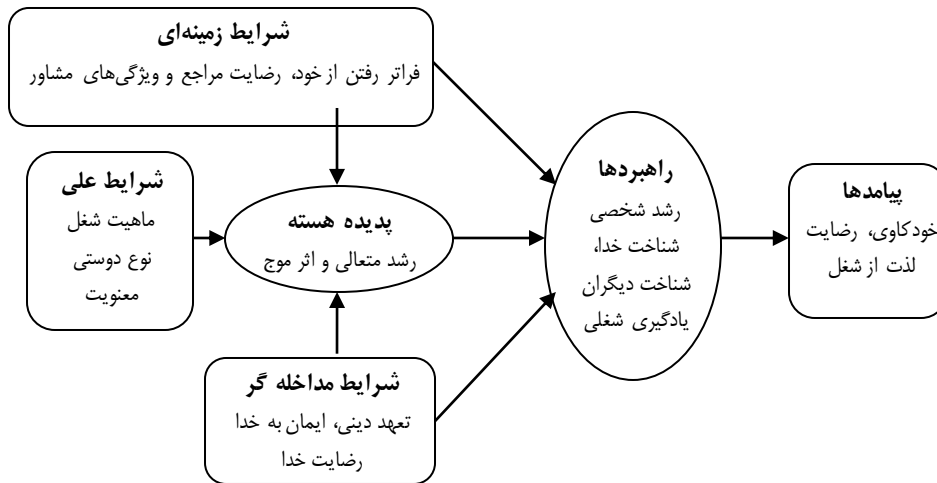 شرایط زمینه‌ای
فراتر رفتن از خود، رضایت مراجع و ویژگی‌های مشاور
شرایط علی
ماهیت شغل
نوع دوستی
معنویت
پدیده هسته
رشد متعالی و اثر موج
شرایط مداخله گر
تعهد دینی، ایمان به خدا
رضایت خدا
راهبردها
رشد شخصی
شناخت خدا،
شناخت دیگران
یادگیری شغلی
پیامدها
خودکاوی، رضایت
لذت از شغل